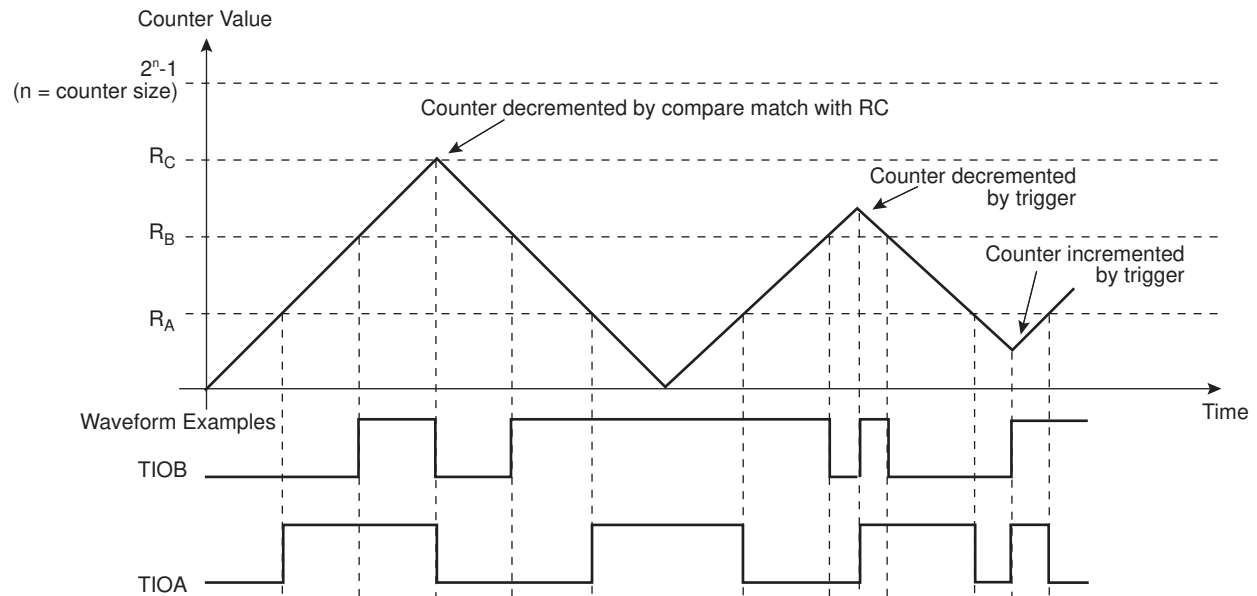 Counter Value
2ⁿ-1
(n = counter size)
Counter decremented by compare match with RC
R_C
Counter decremented
by trigger
R_B
Counter incremented
by trigger
R_A
Time
Waveform Examples
TIOB
TIOA